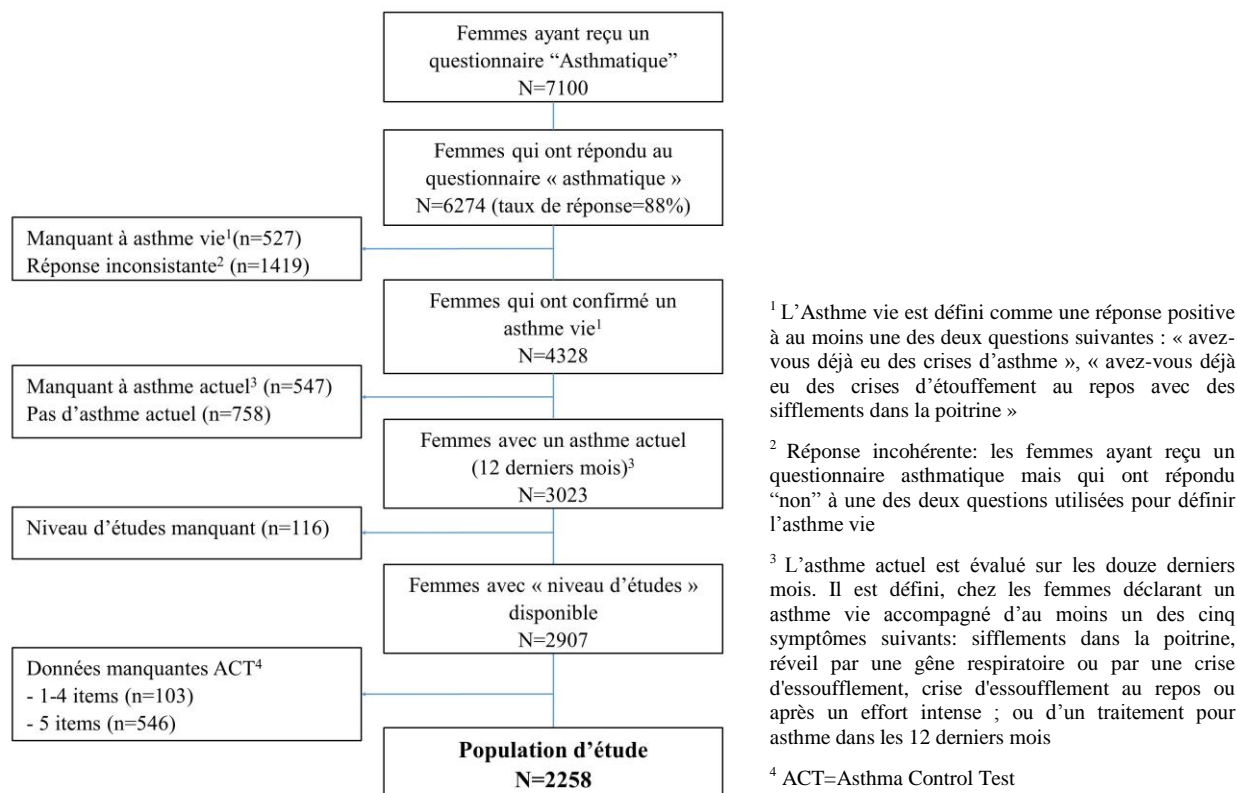 Femmes ayant reçu un
questionnaire “Asthmatique”
N=7100
Femmes qui ont répondu au
questionnaire « asthmatique »
N=6274 (taux de réponse=88%)
Manquant à asthme vie¹(n=527)
Réponse inconsistante² (n=1419)
Femmes qui ont confirmé un
asthme vie¹
N=4328
Manquant à asthme actuel³ (n=547)
Pas d’asthme actuel (n=758)
Femmes avec un asthme actuel
(12 derniers mois)³
N=3023
Niveau d’études manquant (n=116)
Femmes avec « niveau d’études »
disponible
N=2907
Données manquantes ACT⁴
- 1-4 items (n=103)
- 5 items (n=546)
Population d’étude
N=2258
¹ L’Asthme vie est défini comme une réponse positive
à au moins une des deux questions suivantes : « avez-
vous déjà eu des crises d’asthme », « avez-vous déjà
eu des crises d’étouffement au repos avec des
sifflements dans la poitrine »
² Réponse incohérente: les femmes ayant reçu un
questionnaire asthmatique mais qui ont répondu
“non” à une des deux questions utilisées pour définir
l’asthme vie
³ L’asthme actuel est évalué sur les douze derniers
mois. Il est défini, chez les femmes déclarant un
asthme vie accompagné d’au moins un des cinq
symptômes suivants: sifflements dans la poitrine,
réveil par une gêne respiratoire ou par une crise
d'essoufflement, crise d'essoufflement au repos ou
après un effort intense ; ou d’un traitement pour
asthme dans les 12 derniers mois
⁴ ACT=Asthma Control Test